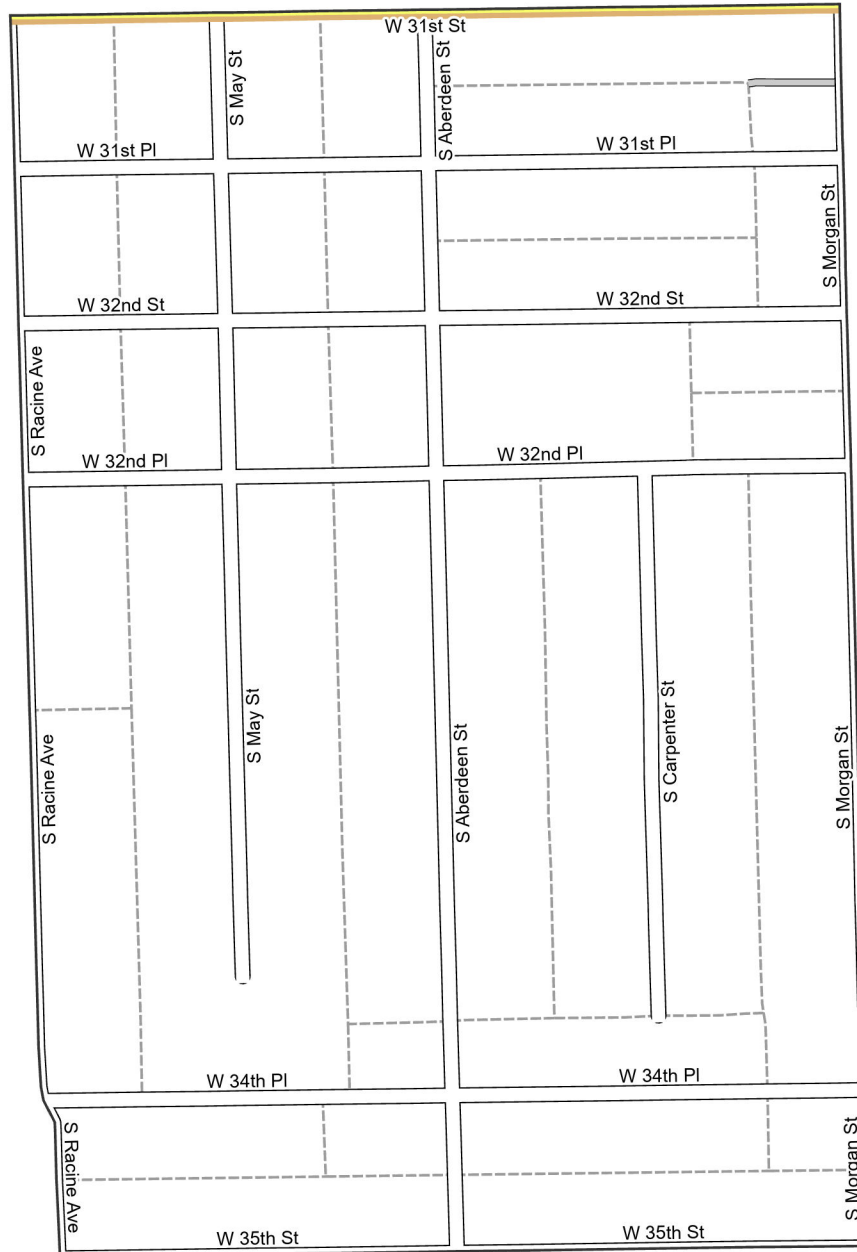 W 31st St
S May St
S Aberdeen St
W 31st Pl
W 31st Pl
S Morgan St
W 32nd St
W 32nd St
S Racine Ave
W 32nd Pl
W 32nd Pl
S May St
S Carpenter St
S Racine Ave
S Aberdeen St
S Morgan St
W 34th Pl
W 34th Pl
S Racine Ave
S Morgan St
W 35th St
W 35th St